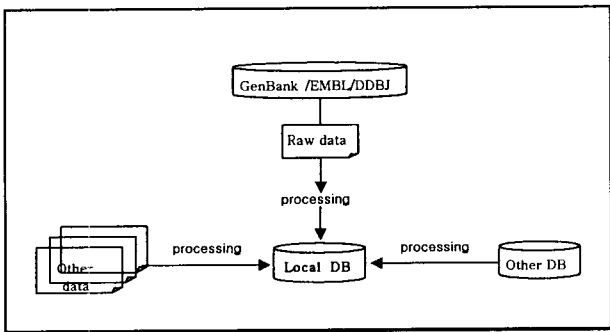 GenBank /EMBL/DDBJ
Raw data
processing
processing
processing
Other
data
Local DB
Other DB